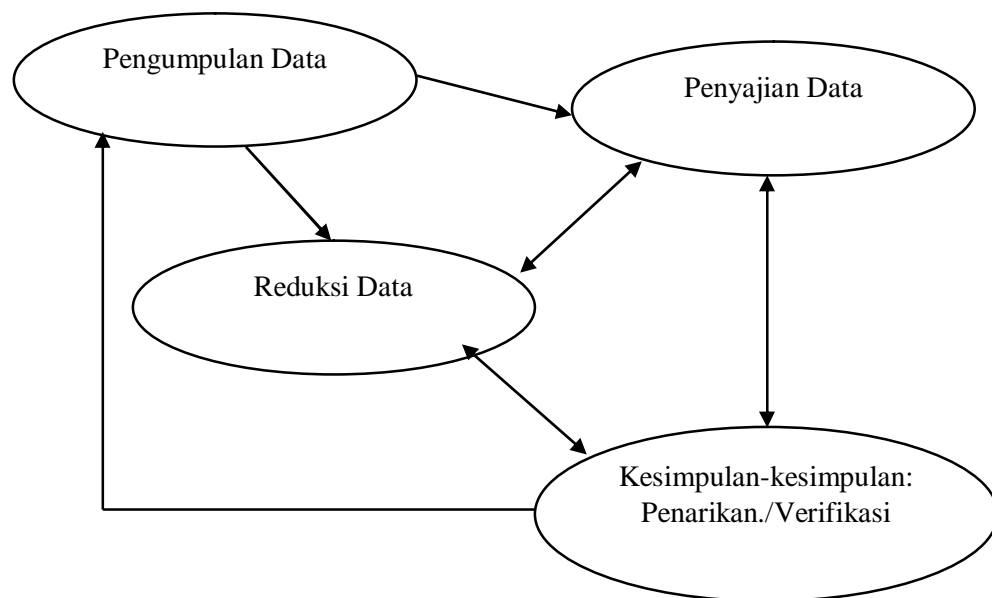 Pengumpulan Data
Penyajian Data
Reduksi Data
Kesimpulan-kesimpulan:
Penarikan./Verifikasi